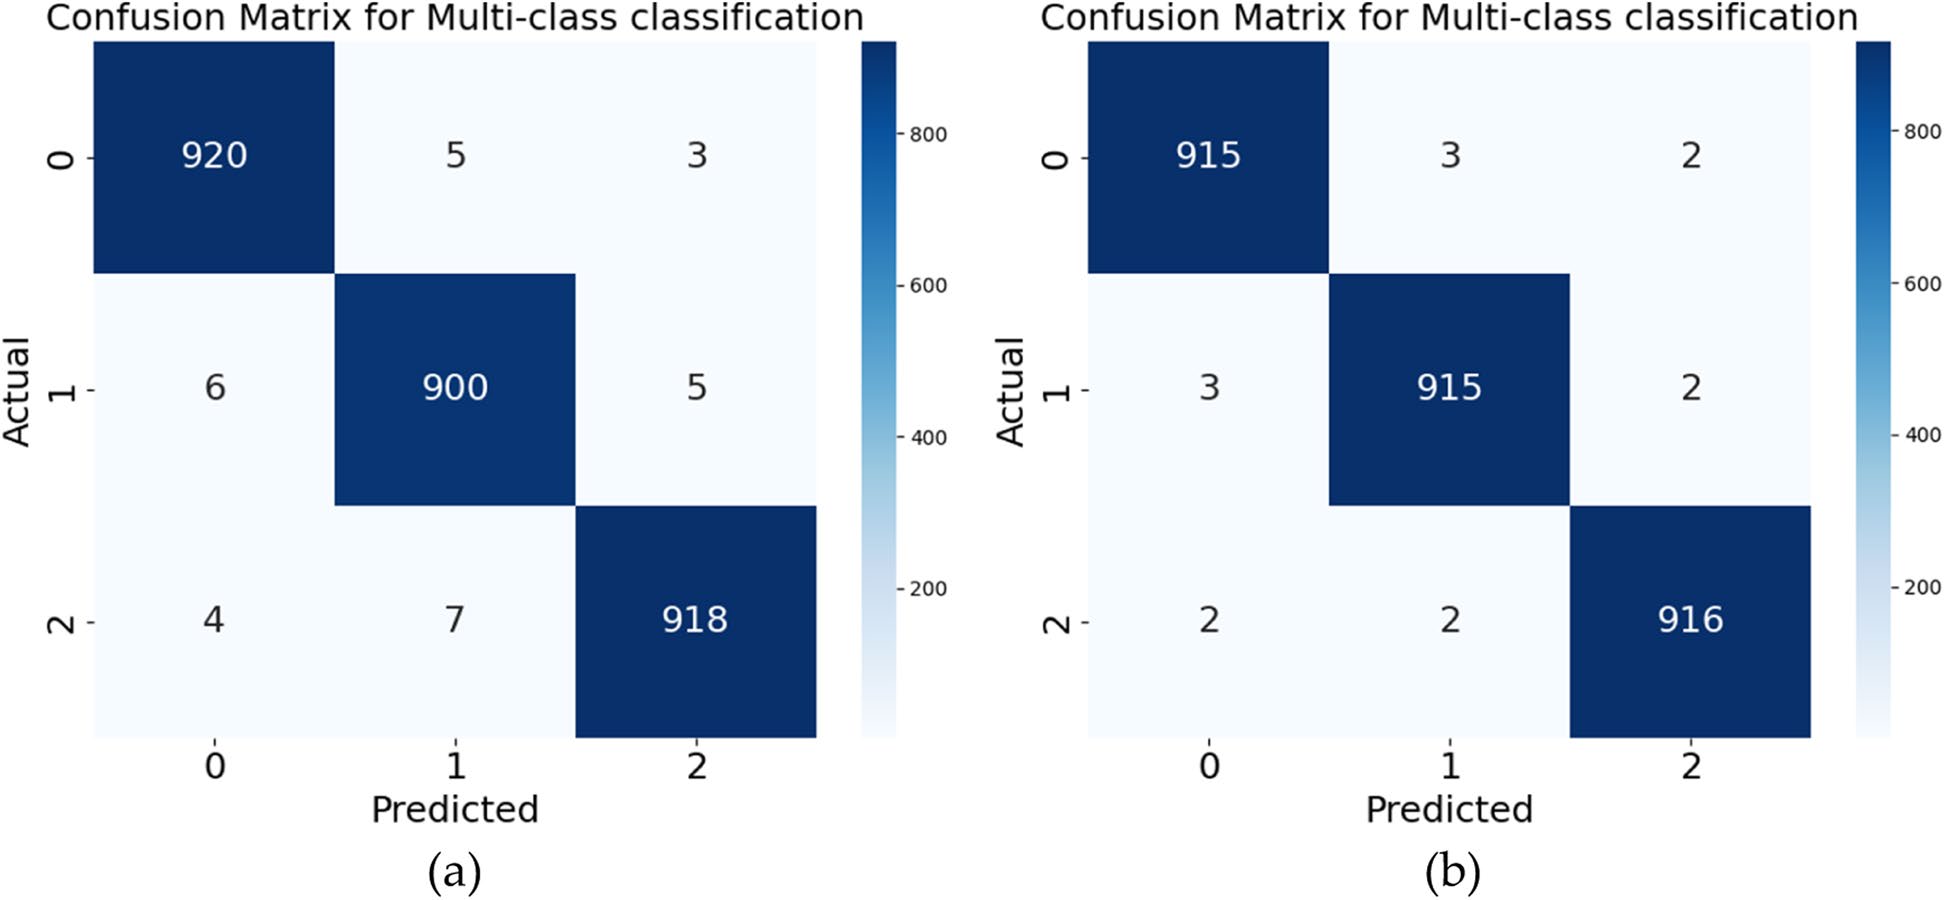 Confusion Matrix for Multi-class classification
920 5 3
6 900 5
4 7 918
0
1
2
Actual
0 1 2
Predicted
800
600
400
200
(a)
Confusion Matrix for Multi-class classification
915 3 2
3 915 2
2 2 916
0
1
2
Actual
0 1 2
Predicted
800
600
400
200
(b)